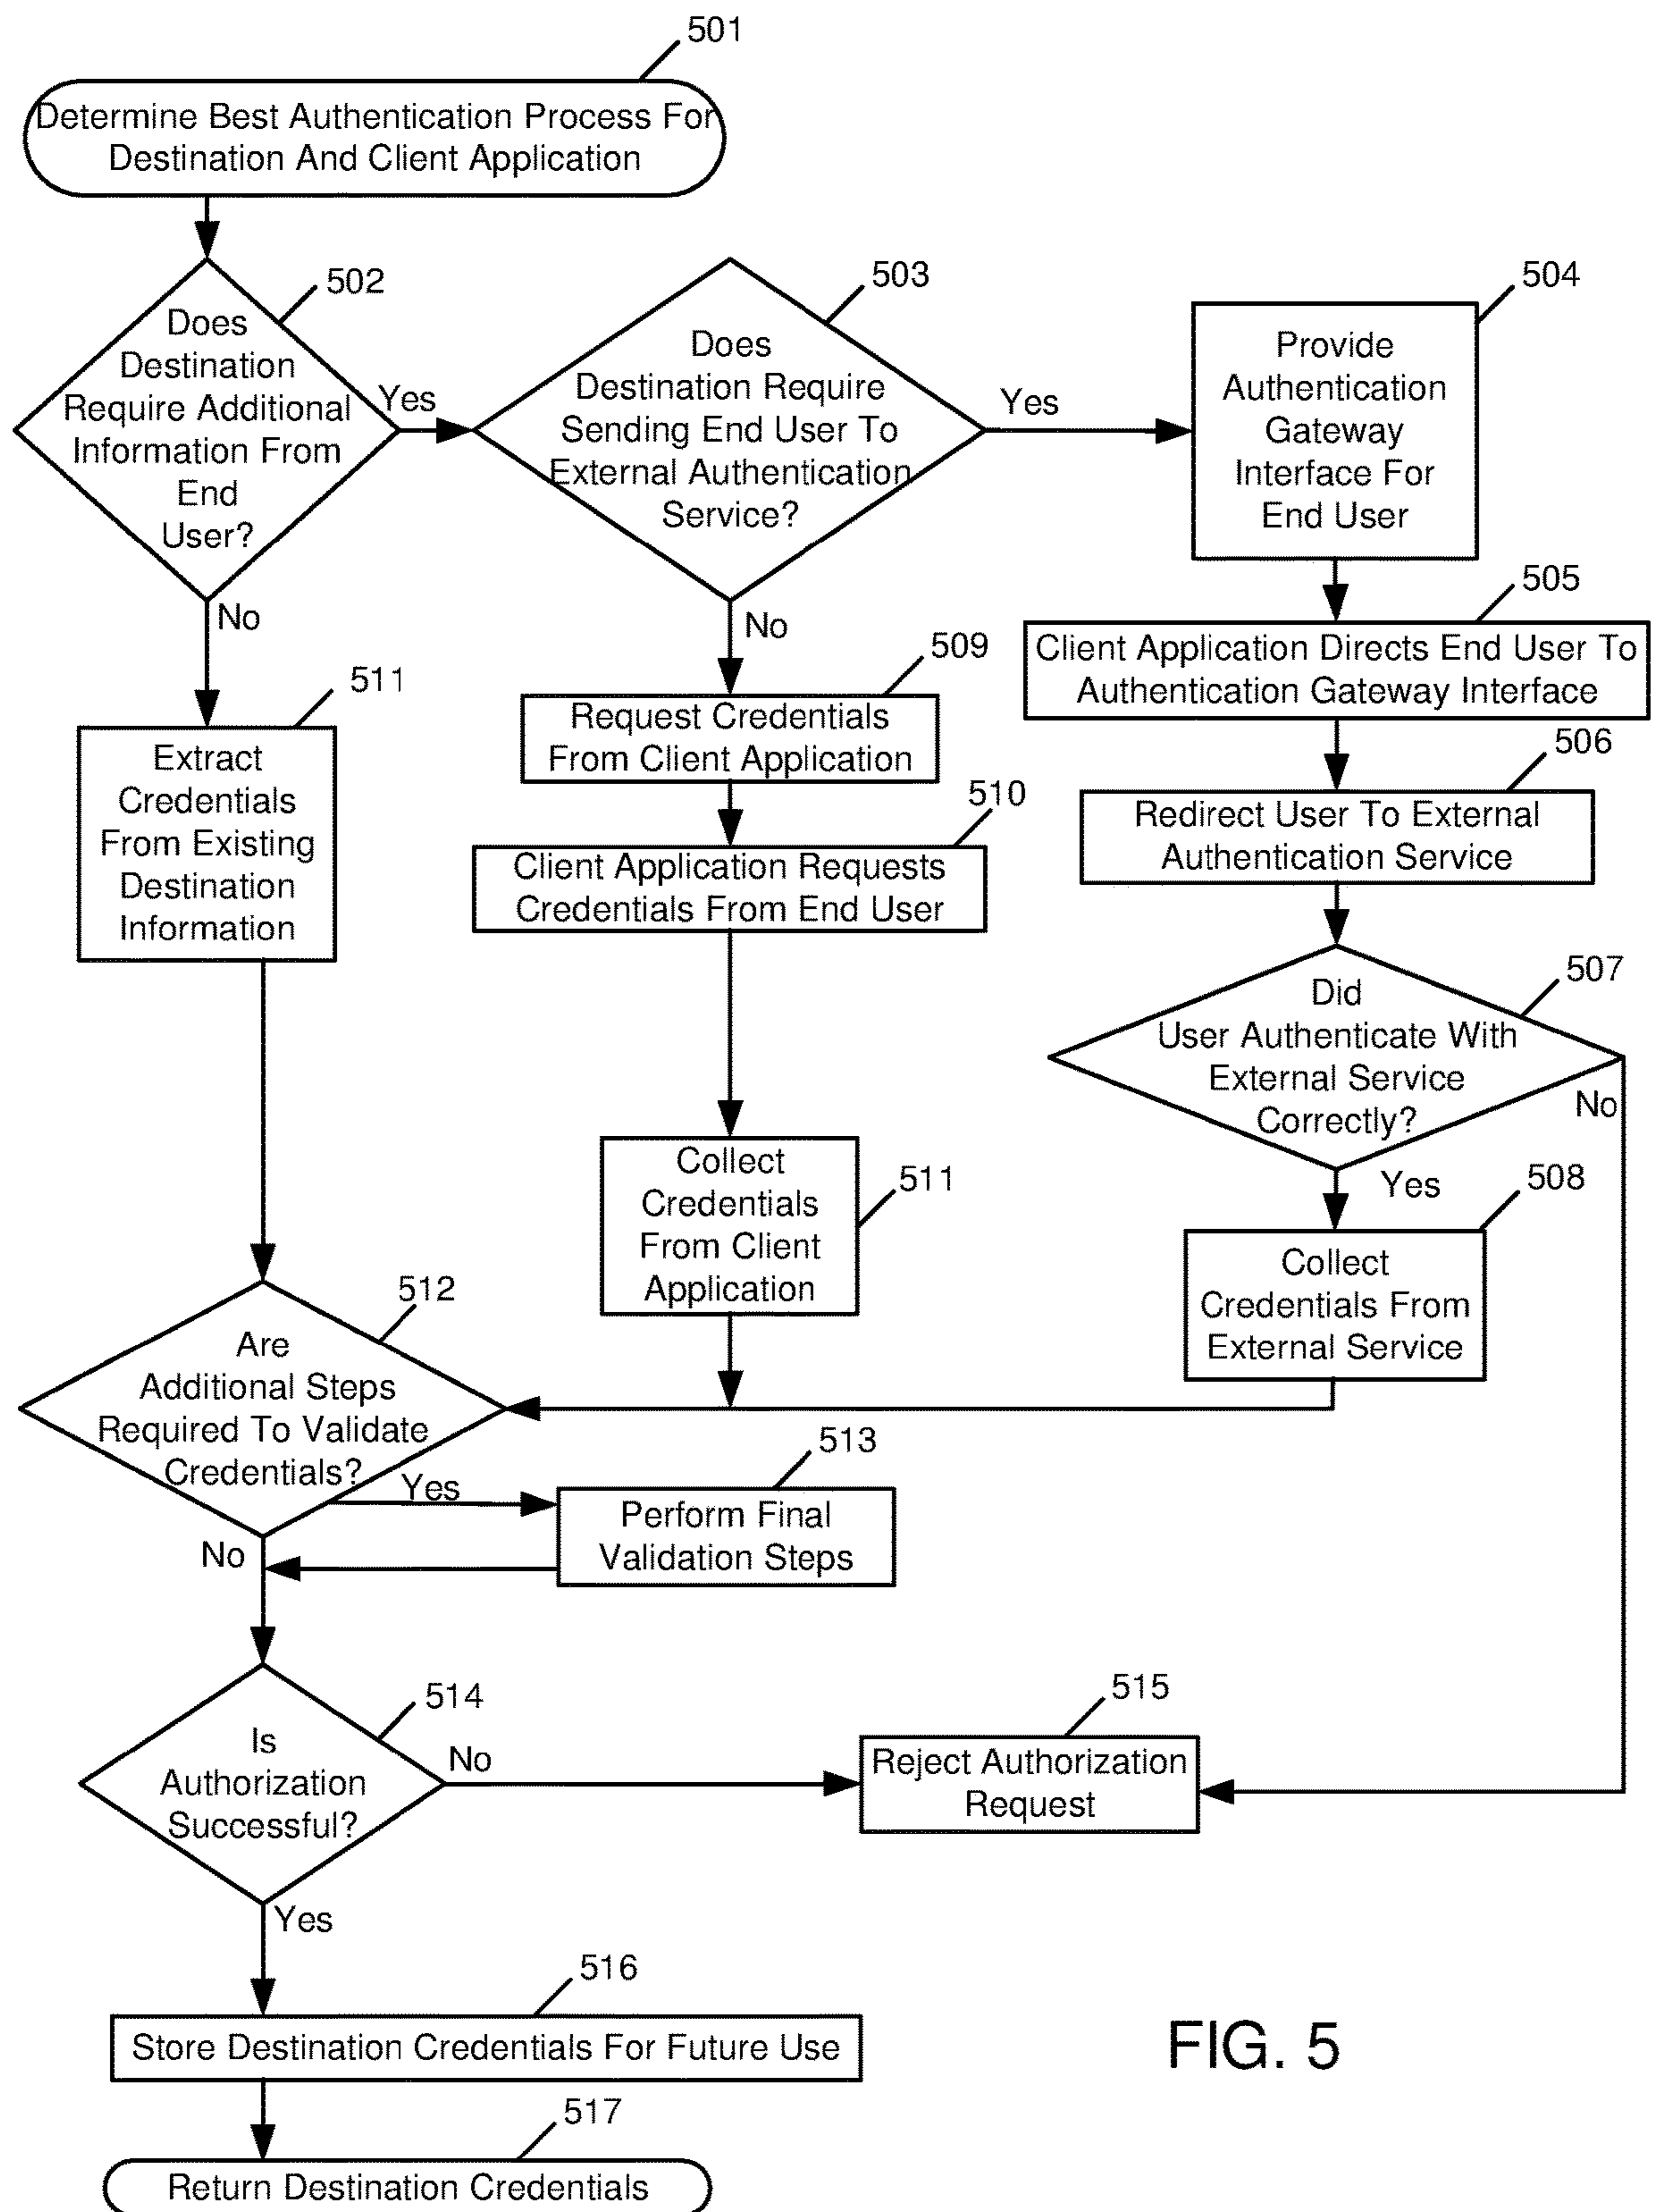 501
Determine Best Authentication Process For
Destination And Client Application
502
Does
Destination
Require Additional
Information From
End
User?
Yes
No
503
Does
Destination Require
Sending End User To
External Authentication
Service?
Yes
No
504
Provide
Authentication
Gateway
Interface For
End User
505
Client Application Directs End User To
Authentication Gateway Interface
506
Redirect User To External
Authentication Service
507
Did
User Authenticate With
External Service
Correctly?
No
Yes
508
Collect
Credentials From
External Service
509
Request Credentials
From Client Application
510
Client Application Requests
Credentials From End User
511
Collect
Credentials
From Client
Application
511
Extract
Credentials
From Existing
Destination
Information
512
Are
Additional Steps
Required To Validate
Credentials?
Yes
No
513
Perform Final
Validation Steps
514
Is
Authorization
Successful?
No
Yes
515
Reject Authorization
Request
516
Store Destination Credentials For Future Use
517
Return Destination Credentials
FIG. 5